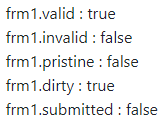 frm1.valid : true
frm1.invalid : false
frm1.pristine : false
frm1.dirty : true
frm1.submitted : false